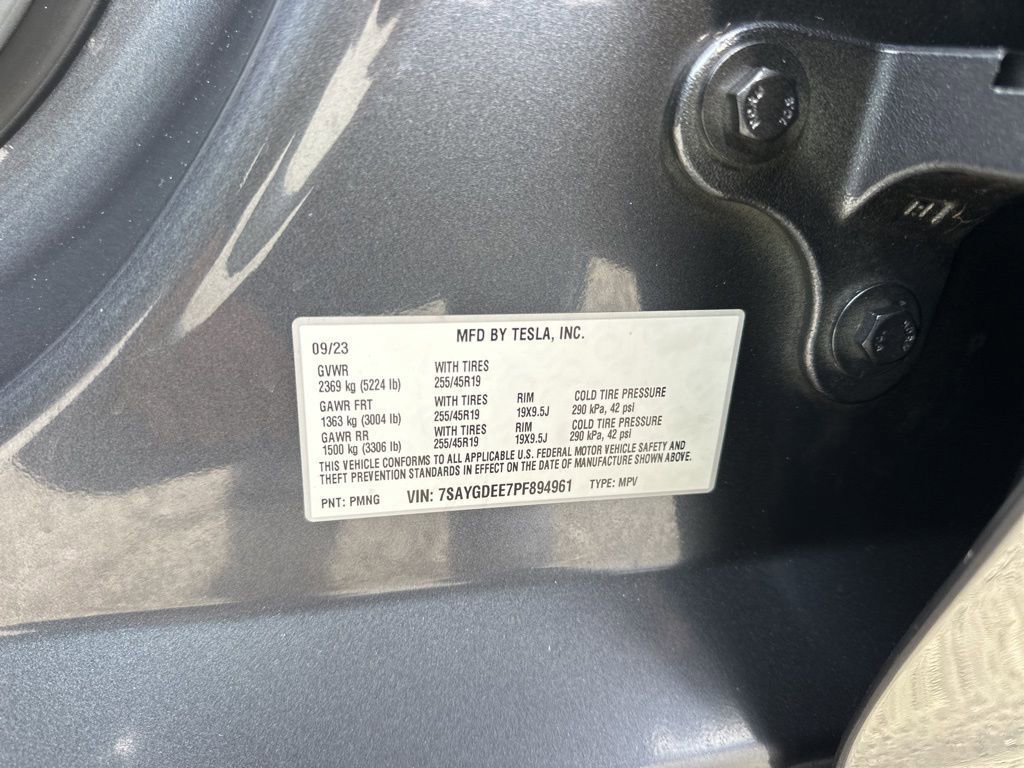 MFD BY TESLA, INC.
09/23
GVWR WITH TIRES
2369 kg (5224 lb) 255/45R19
GAWR FRT WITH TIRES RIM COLD TIRE PRESSURE
1363 kg (3004 lb) 255/45R19 19X9.5J 290 kPa, 42 psi
GAWR RR WITH TIRES RIM COLD TIRE PRESSURE
1500 kg (3306 lb) 255/45R19 19X9.5J 290 kPa, 42 psi
THIS VEHICLE CONFORMS TO ALL APPLICABLE U.S. FEDERAL MOTOR VEHICLE SAFETY AND
THEFT PREVENTION STANDARDS IN EFFECT ON THE DATE OF MANUFACTURE SHOWN ABOVE.
PNT: PMNG VIN: 7SAYGDEE7PF894961 TYPE: MPV